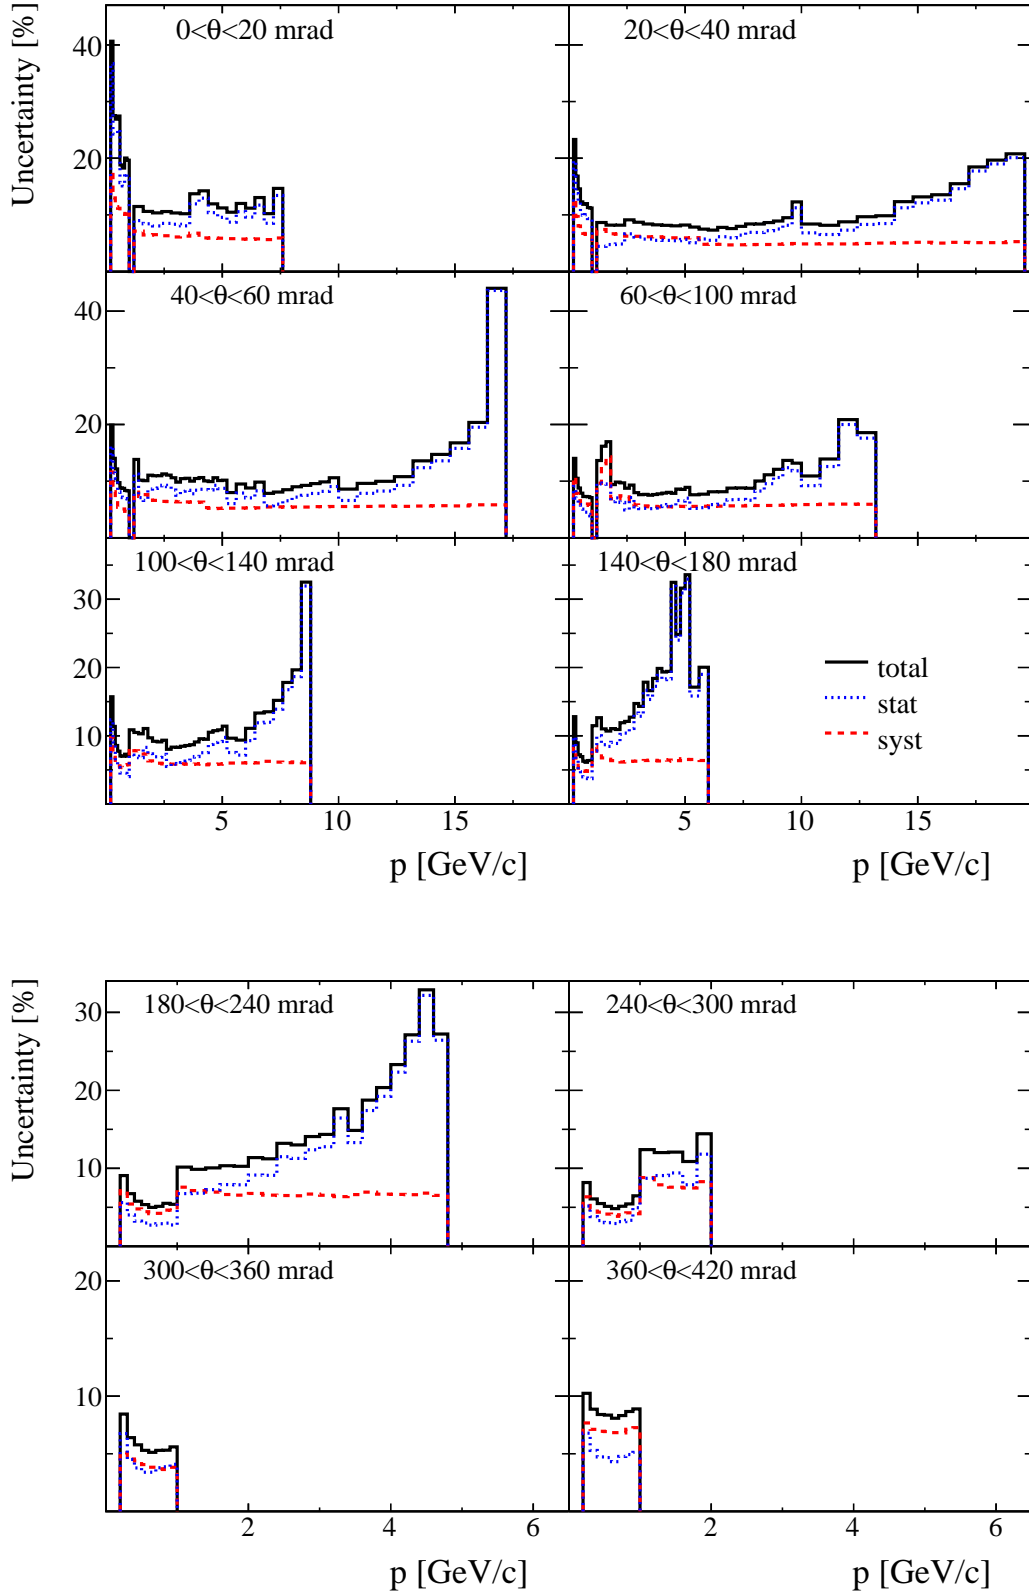 Uncertainty [%]
0<θ<20 mrad
20<θ<40 mrad
40
20
40<θ<60 mrad
60<θ<100 mrad
40
20
100<θ<140 mrad
140<θ<180 mrad
30
20
10
total
stat
syst
5 10 15
5 10 15
p [GeV/c]
p [GeV/c]
Uncertainty [%]
180<θ<240 mrad
240<θ<300 mrad
30
20
10
300<θ<360 mrad
360<θ<420 mrad
20
10
2 4 6
2 4 6
p [GeV/c]
p [GeV/c]